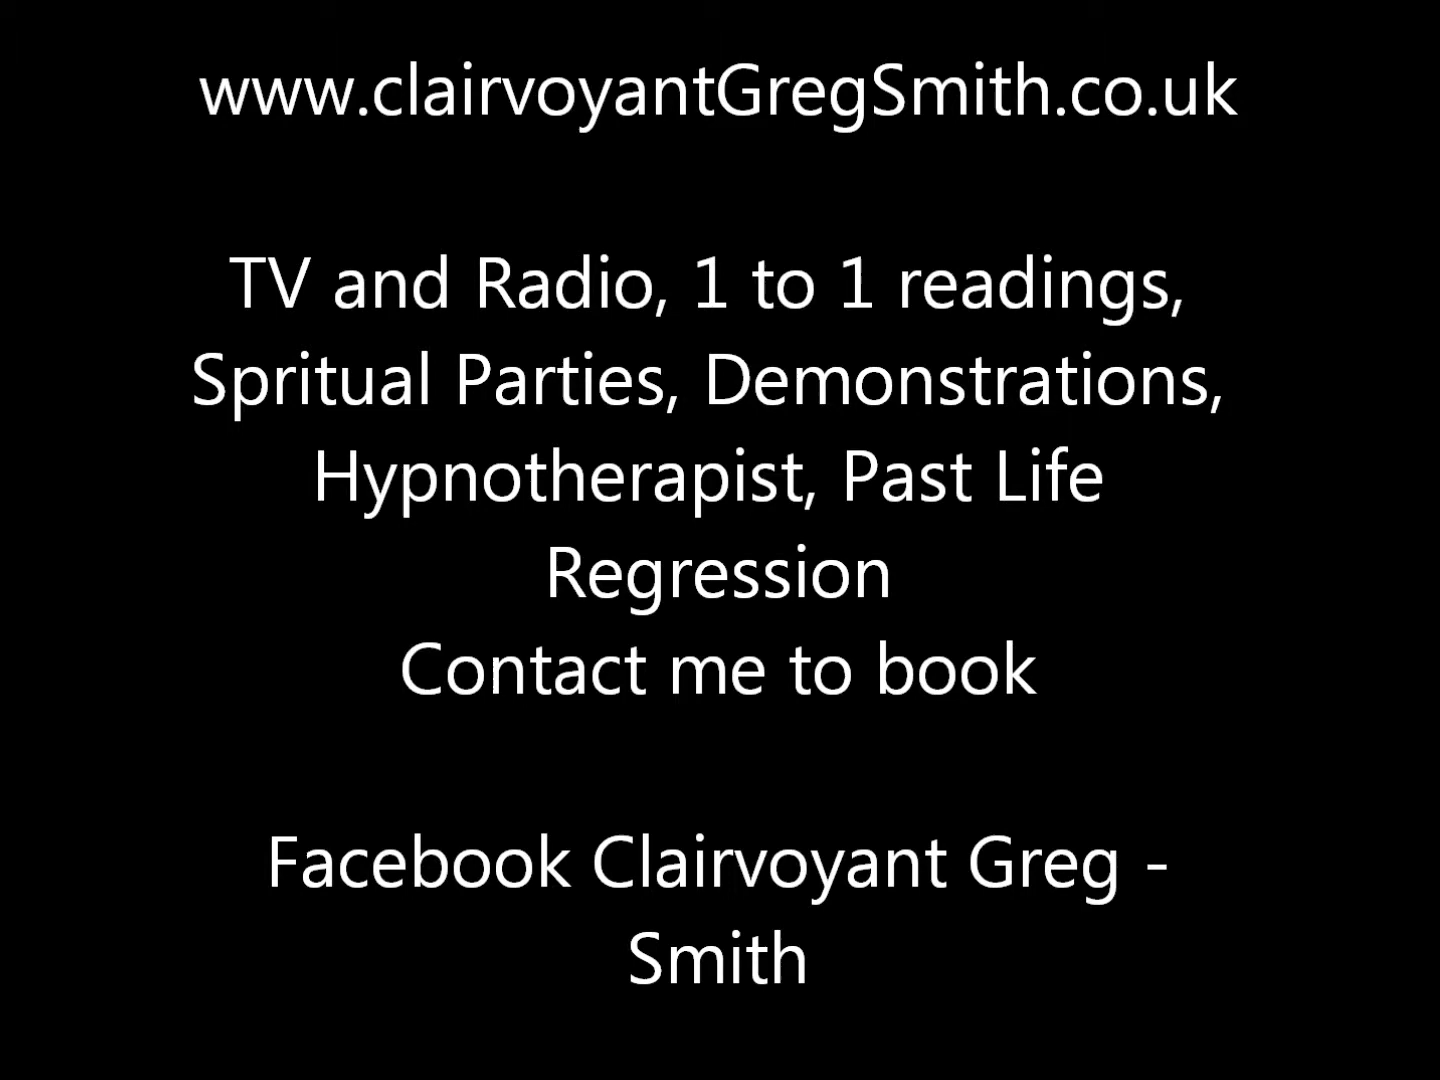 www.clairvoyantGregSmith.co.uk
TV and Radio, 1 to 1 readings,
Spritual Parties, Demonstrations,
Hypnotherapist, Past Life
Regression
Contact me to book
Facebook Clairvoyant Greg -
Smith